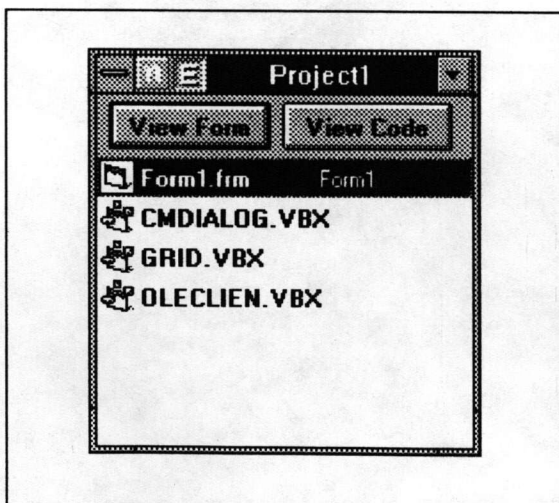 Project1
View Form View Code
Form1.frm Form1
CMDIALOG.VBX
GRID.VBX
OLECLIEN.VBX